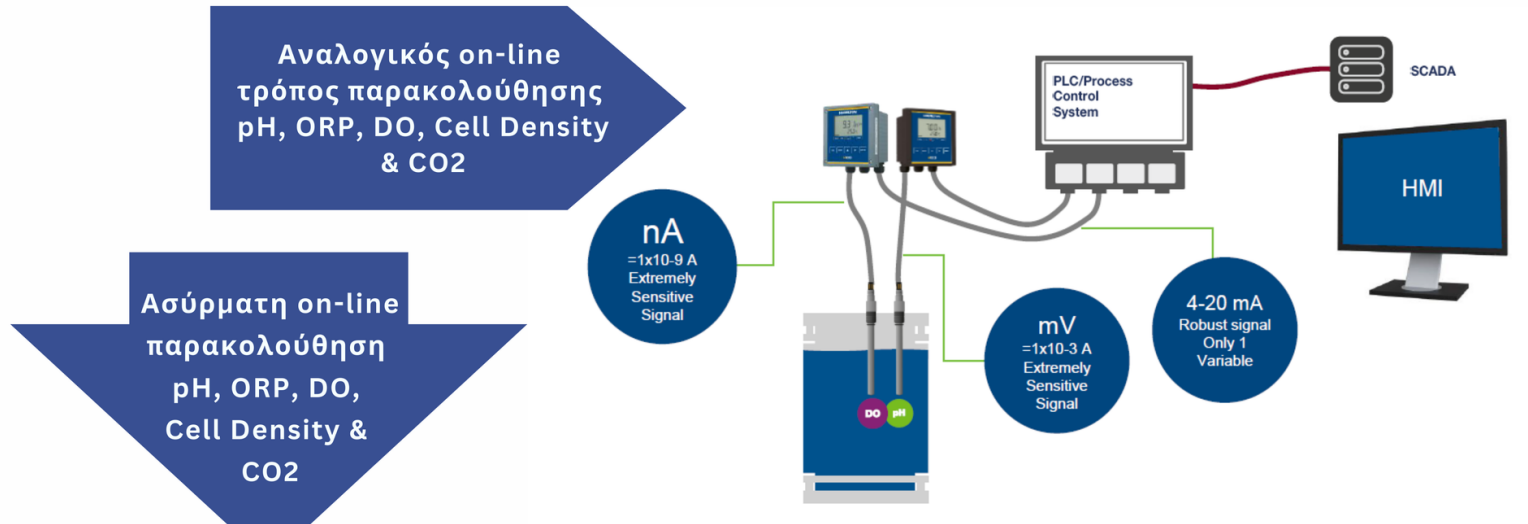 Αναλογικός on-line
τρόπος παρακολούθησης
pH, ORP, DO, Cell Density
& CO2
Ασύρματη on-line
παρακολούθηση
pH, ORP, DO,
Cell Density &
CO2
nA
=1x10-9 A
Extremely
Sensitive
Signal
DO
pH
mV
=1x10-3 A
Extremely
Sensitive
Signal
4-20 mA
Robust signal
Only 1
Variable
PLC/Process
Control
System
SCADA
HMI